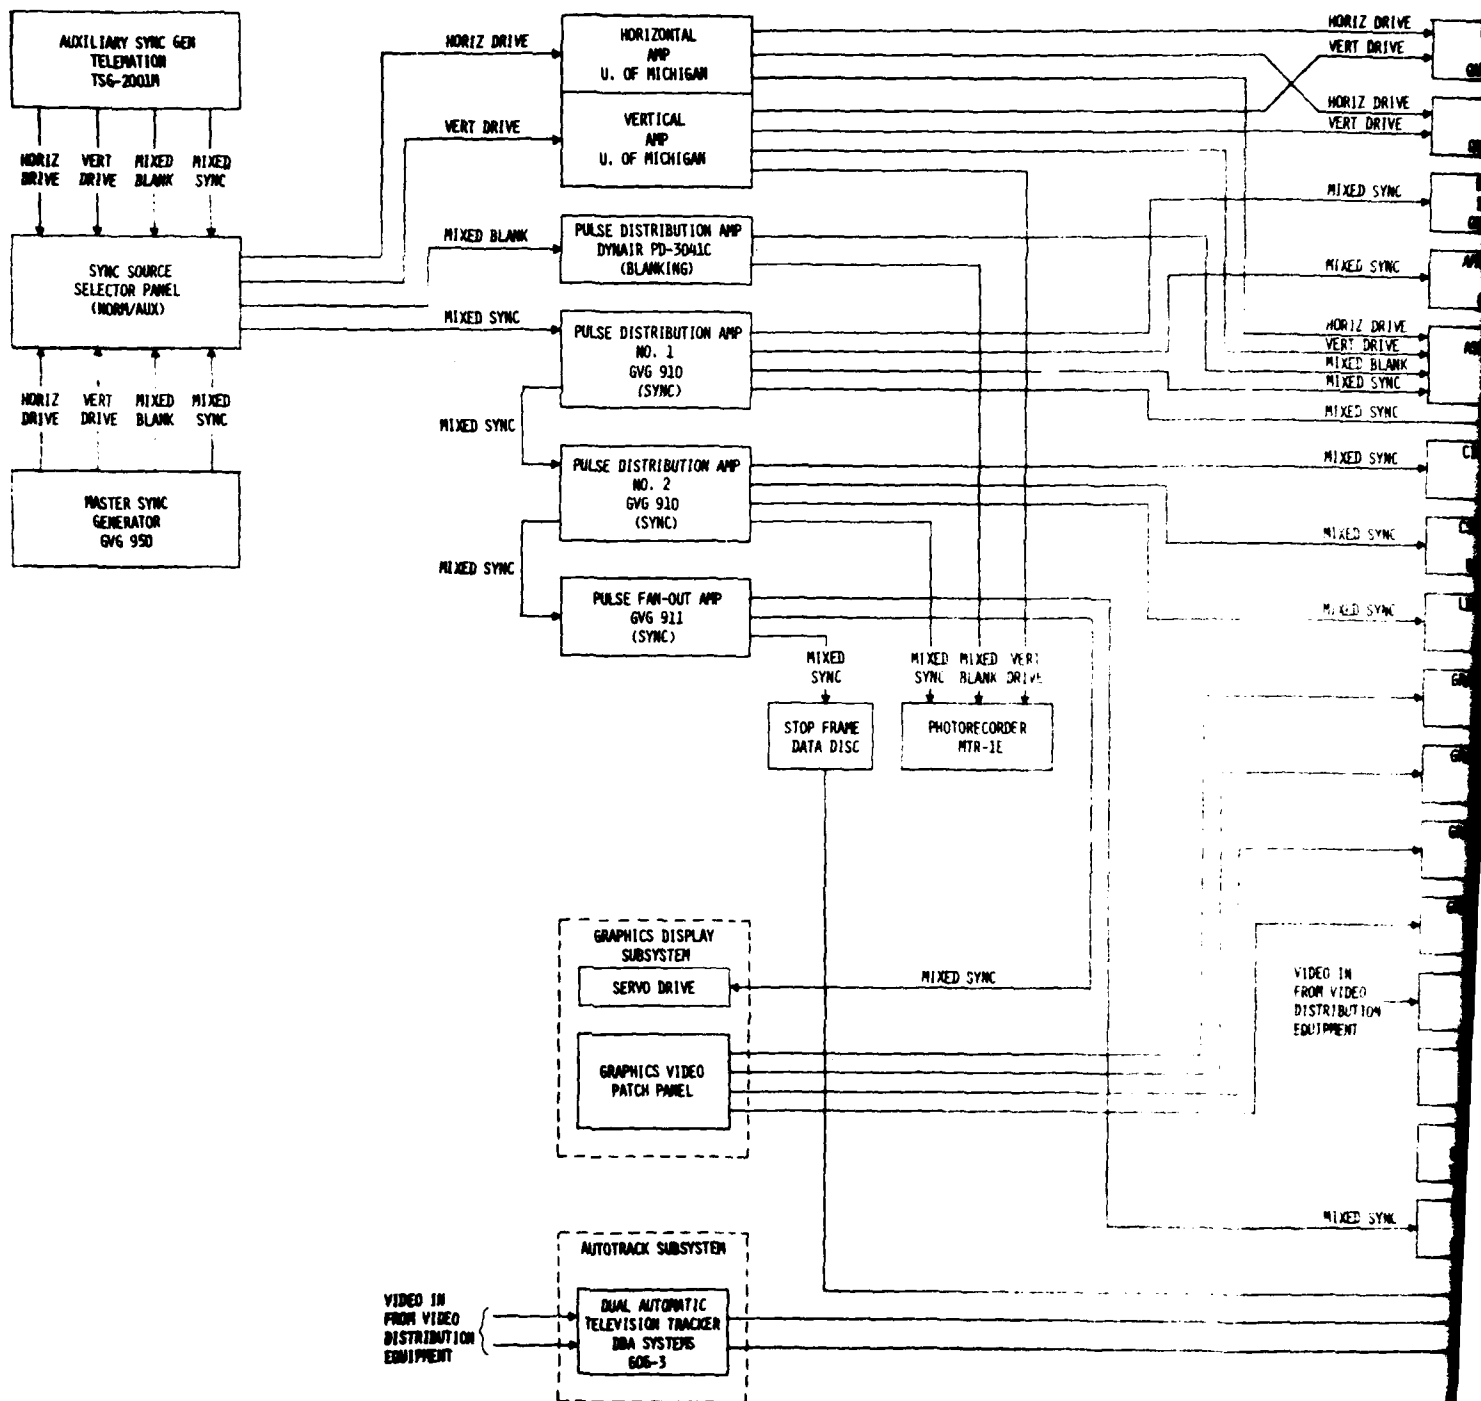 AUXILIARY SYNC GEN
TELEMATION
TSG-2001M
HORIZ DRIVE
VERT DRIVE
MIXED BLANK
MIXED SYNC
SYNC SOURCE
SELECTOR PANEL
(NORM/AUX)
HORIZ DRIVE
VERT DRIVE
MIXED BLANK
MIXED SYNC
MASTER SYNC
GENERATOR
GVG 950
HORIZ DRIVE
VERT DRIVE
MIXED BLANK
MIXED SYNC
MIXED SYNC
MIXED SYNC
HORIZONTAL
AMP
U. OF MICHIGAN
VERTICAL
AMP
U. OF MICHIGAN
PULSE DISTRIBUTION AMP
DYNAIR PD-3041C
(BLANKING)
PULSE DISTRIBUTION AMP
NO. 1
GVG 910
(SYNC)
PULSE DISTRIBUTION AMP
NO. 2
GVG 910
(SYNC)
PULSE FAN-OUT AMP
GVG 911
(SYNC)
MIXED
SYNC
MIXED
SYNC
MIXED
BLANK
VERT
DRIVE
STOP FRAME
DATA DISC
PHOTORECORDER
MTR-1E
GRAPHICS DISPLAY
SUBSYSTEM
SERVO DRIVE
MIXED SYNC
GRAPHICS VIDEO
PATCH PANEL
AUTOTRACK SUBSYSTEM
DUAL AUTOMATIC
TELEVISION TRACKER
DBA SYSTEMS
606-3
VIDEO IN
FROM VIDEO
DISTRIBUTION
EQUIPMENT
HORIZ DRIVE
VERT DRIVE
HORIZ DRIVE
VERT DRIVE
MIXED SYNC
MIXED SYNC
HORIZ DRIVE
VERT DRIVE
MIXED BLANK
MIXED SYNC
MIXED SYNC
MIXED SYNC
MIXED SYNC
MIXED SYNC
VIDEO IN
FROM VIDEO
DISTRIBUTION
EQUIPMENT
MIXED SYNC